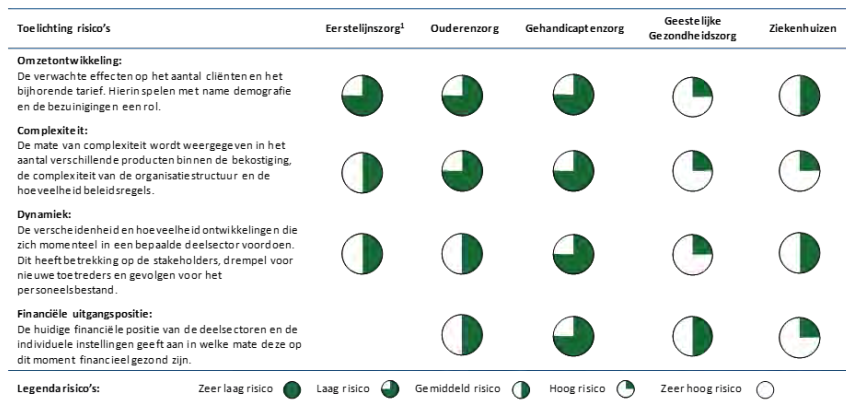 Toelichting risico's Eerstelijnszorg¹ Ouderenzorg Gehandicaptenzorg Geestelijke Gezondheidszorg Ziekenhuizen
Omzetontwikkeling:
De verwachte effecten op het aantal cliënten en het
bijhorende tarief. Hierin spelen met name demografie
en de bezuinigingen een rol.
Complexiteit:
De mate van complexiteit wordt weergegeven in het
aantal verschillende producten binnen de bekostiging,
de complexiteit van de organisatiestructuur en de
hoeveelheid beleidsregels.
Dynamiek:
De verscheidenheid en hoeveelheid ontwikkelingen die
zich momenteel in een bepaalde deelsector voordoen.
Dit heeft betrekking op de stakeholders, drempel voor
nieuwe toetreders en gevolgen voor het
personeelsbestand.
Financiële uitgangspositie:
De huidige financiële positie van de deelsectoren en de
individuele instellingen geeft aan in welke mate deze op
dit moment financieel gezond zijn.
Legenda risico's: Zeer laag risico Laag risico Gemiddeld risico Hoog risico Zeer hoog risico